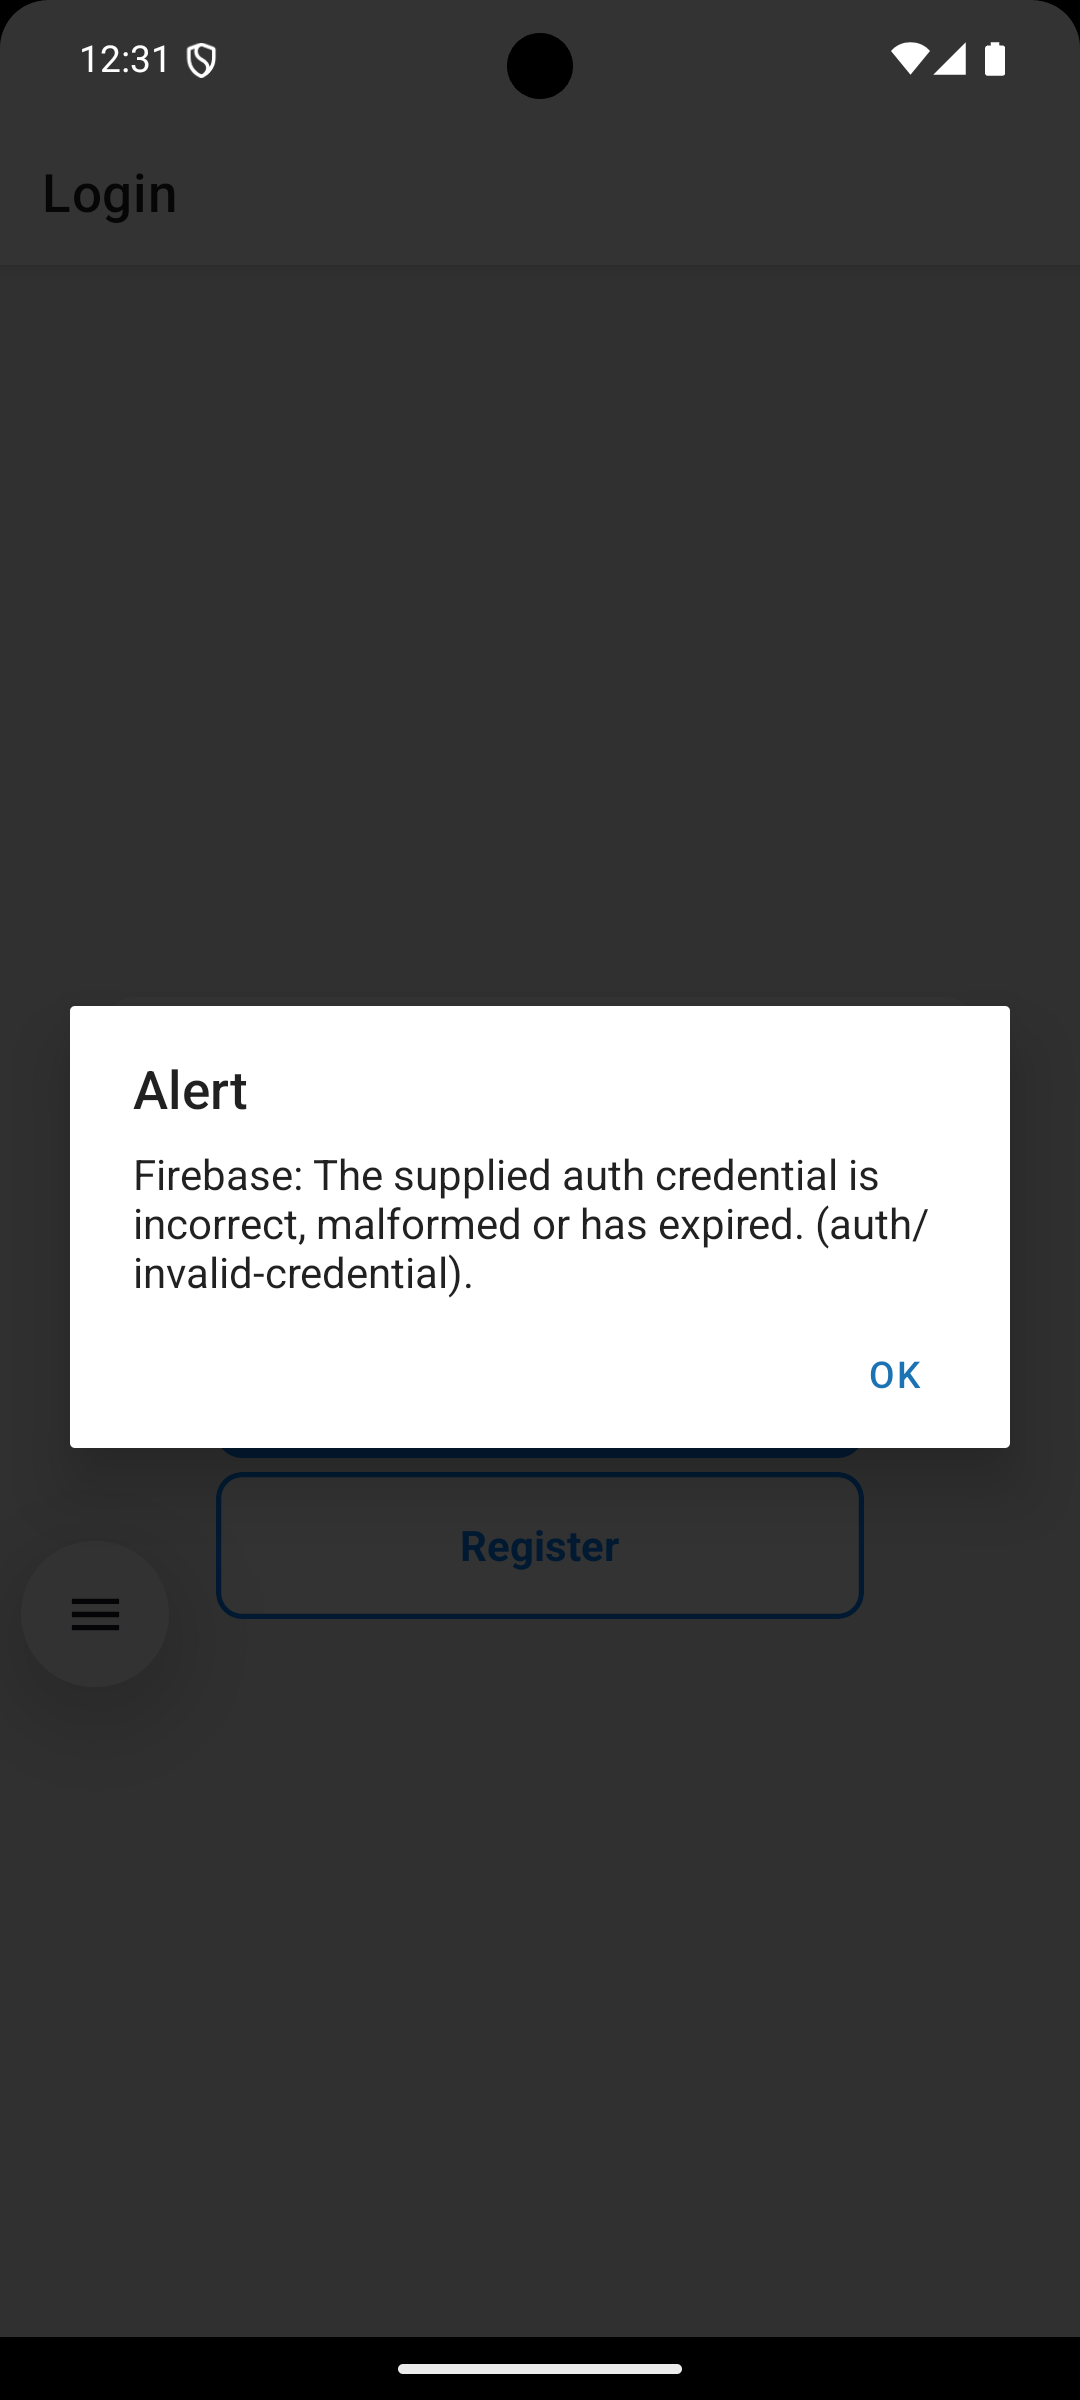 12:31
Login
Alert
Firebase: The supplied auth credential is
incorrect, malformed or has expired. (auth/
invalid-credential).
OK
Register